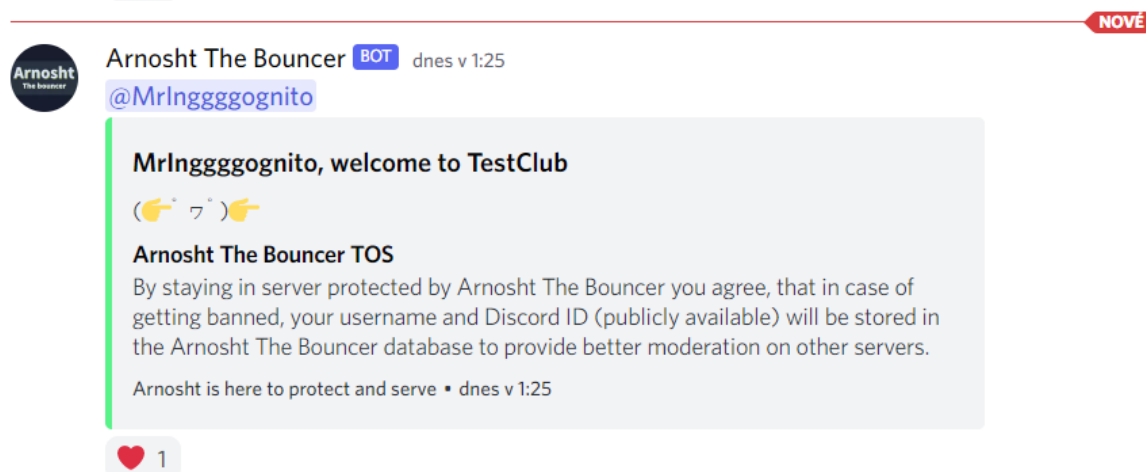 NOVÉ
Arnosht
The bouncer
Arnosht The Bouncer BOT dnes v 1:25
@MrInggggognito
MrInggggognito, welcome to TestClub
(👉ﾟヮﾟ)👉
Arnosht The Bouncer TOS
By staying in server protected by Arnosht The Bouncer you agree, that in case of
getting banned, your username and Discord ID (publicly available) will be stored in
the Arnosht The Bouncer database to provide better moderation on other servers.
Arnosht is here to protect and serve • dnes v 1:25
❤️ 1